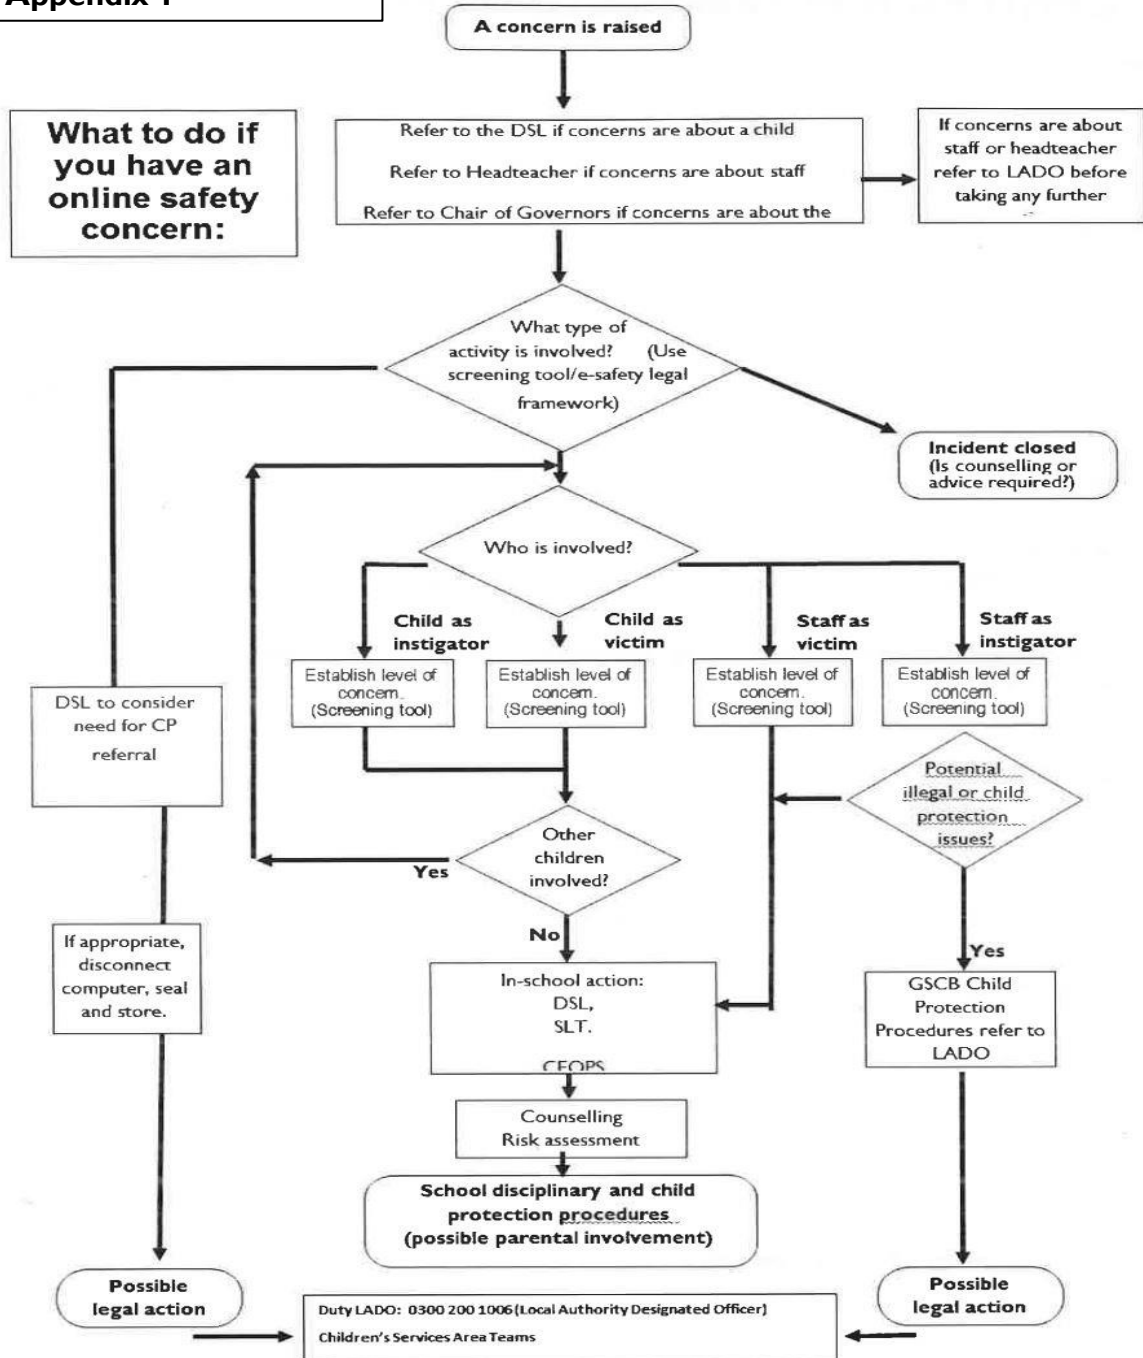 Appendix 1
A concern is raised
What to do if
you have an
online safety
concern:
Refer to the DSL if concerns are about a child
Refer to Headteacher if concerns are about staff
Refer to Chair of Governors if concerns are about the
If concerns are about
staff or headteacher
refer to LADO before
taking any further
What type of
activity is involved? (Use
screening tool/e-safety legal
framework)
Incident closed
(Is counselling or
advice required?)
Who is involved?
Child as
instigator
Child as
victim
Staff as
victim
Staff as
instigator
Establish level of
concern.
(Screening tool)
Establish level of
concern.
(Screening tool)
Establish level of
concern.
(Screening tool)
Establish level of
concern.
(Screening tool)
DSL to consider
need for CP
referral
Potential
illegal or child
protection
issues?
Other
children
involved?
Yes
No
Yes
If appropriate,
disconnect
computer, seal
and store.
In-school action:
DSL,
SLT.
CEOPS
GSCB Child
Protection
Procedures refer to
LADO
Counselling
Risk assessment
School disciplinary and child
protection procedures
(possible parental involvement)
Possible
legal action
Possible
legal action
Duty LADO: 0300 200 1006 (Local Authority Designated Officer)
Children's Services Area Teams